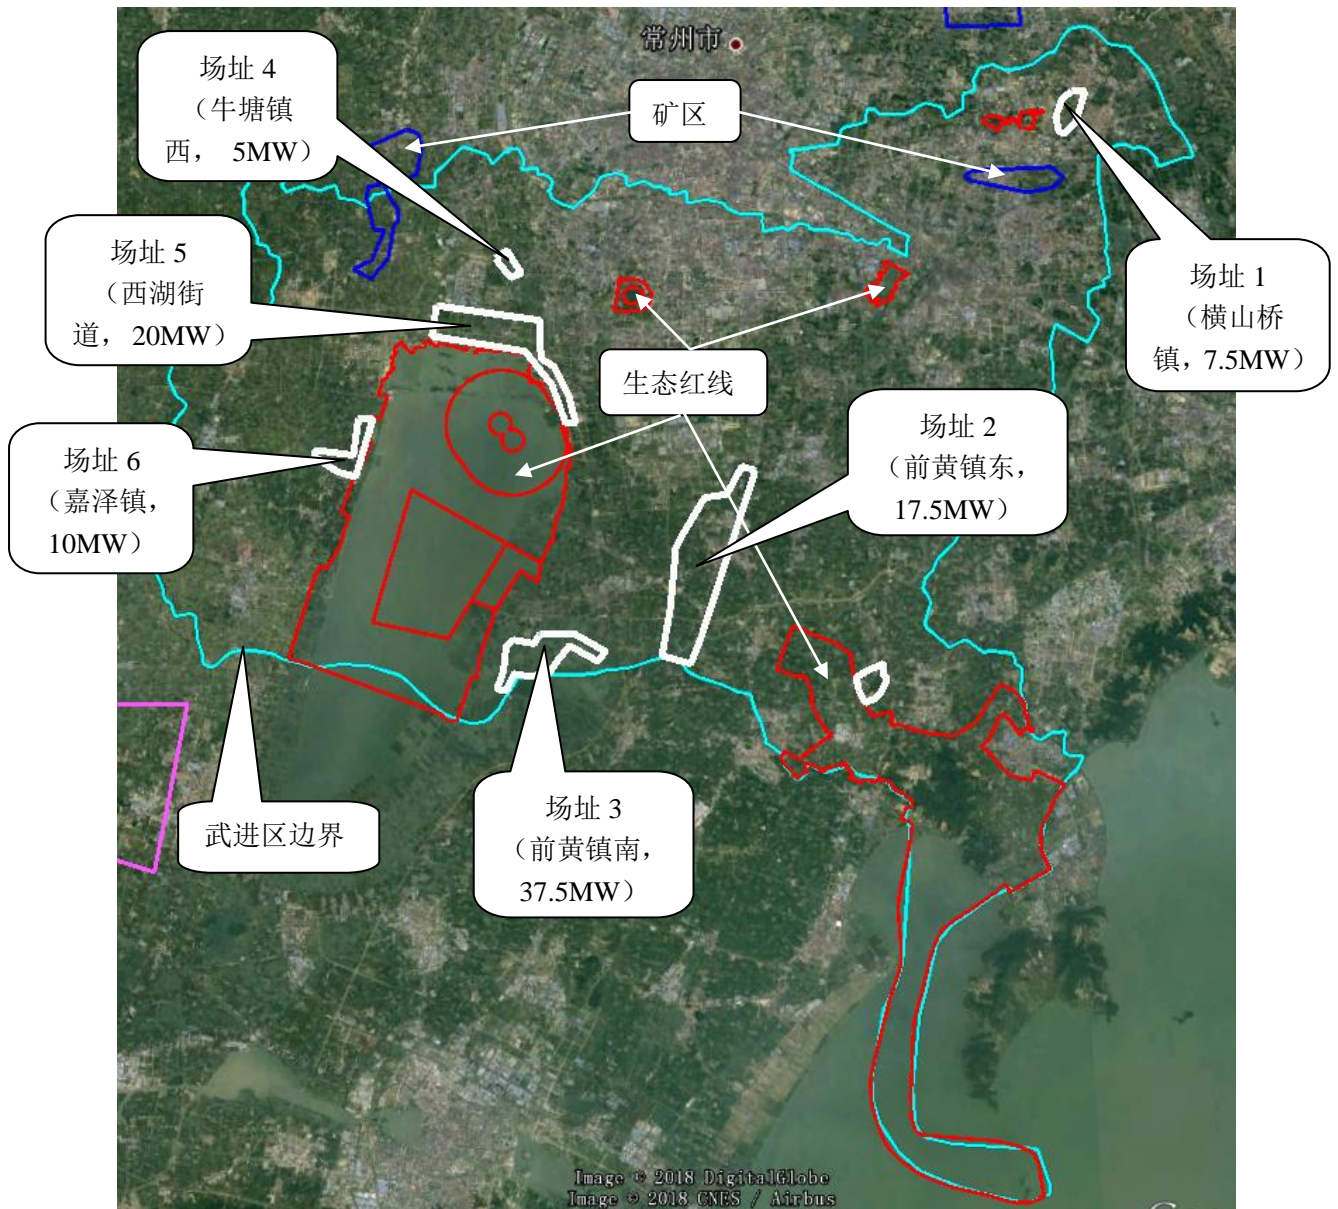 常州市
场址 4
（牛塘镇
西， 5MW）
矿区
场址 5
（西湖街
道， 20MW）
场址 1
（横山桥
镇，7.5MW）
生态红线
场址 2
（前黄镇东，
17.5MW）
场址 6
（嘉泽镇，
10MW）
武进区边界
场址 3
（前黄镇南，
37.5MW）
Image © 2018 DigitalGlobe
Image © 2018 CNES / Airbus